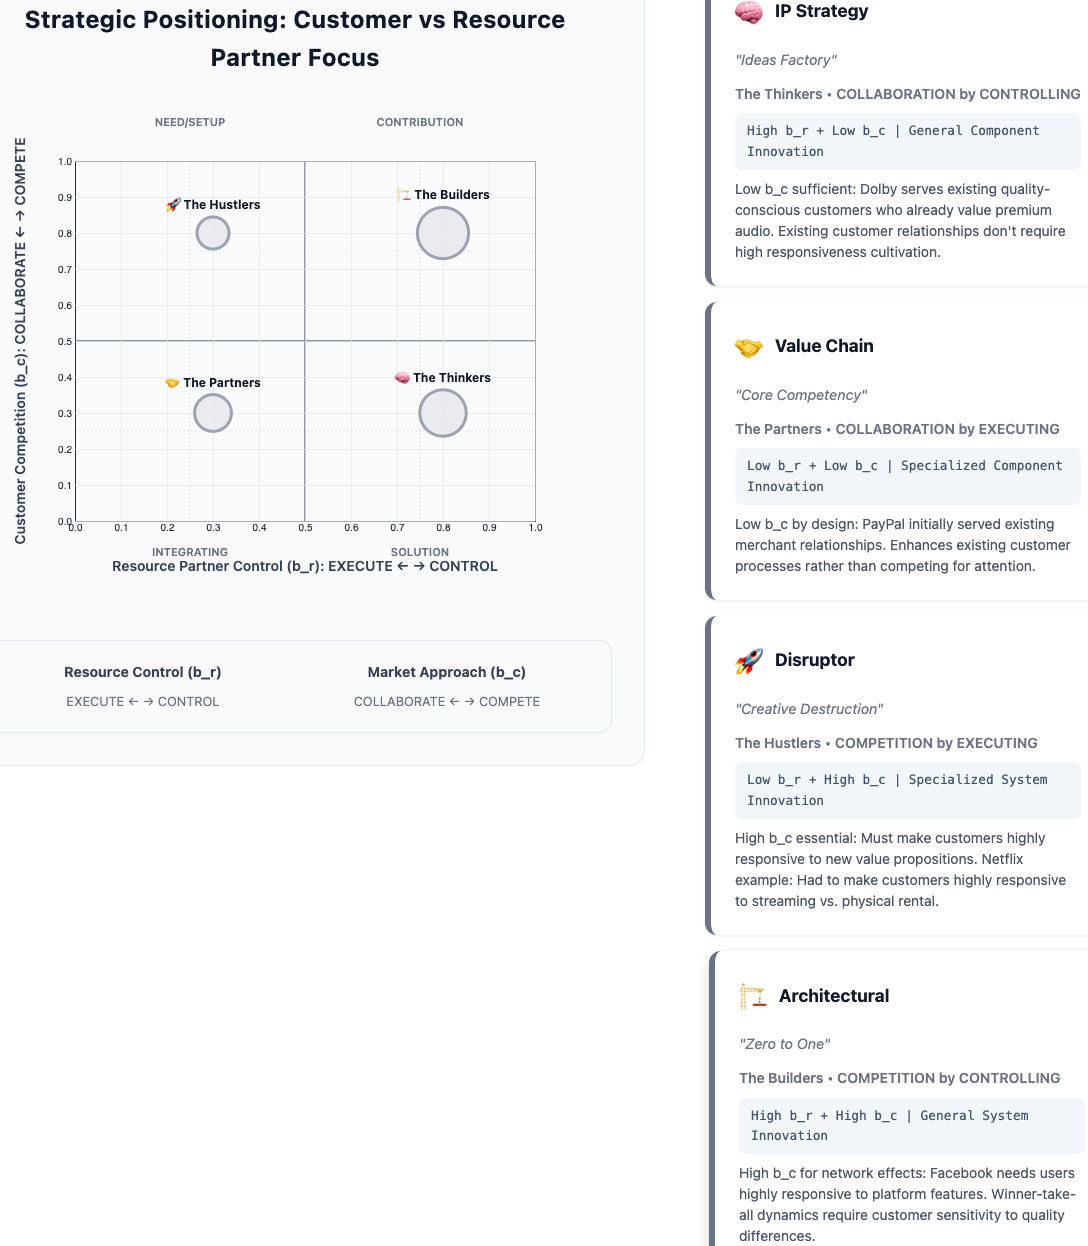 Strategic Positioning: Customer vs Resource
Partner Focus
NEED/SETUP
CONTRIBUTION
Customer Competition (b_c): COLLABORATE ← → COMPETE
1.0
0.9
0.8
0.7
0.6
0.5
0.4
0.3
0.2
0.1
0.0
🚀 The Hustlers
🏗️ The Builders
🤝 The Partners
🧠 The Thinkers
0.0 0.1 0.2 0.3 0.4 0.5 0.6 0.7 0.8 0.9 1.0
INTEGRATING
SOLUTION
Resource Partner Control (b_r): EXECUTE ← → CONTROL
Resource Control (b_r)
EXECUTE ← → CONTROL
Market Approach (b_c)
COLLABORATE ← → COMPETE
🧠 IP Strategy
"Ideas Factory"
The Thinkers • COLLABORATION by CONTROLLING
High b_r + Low b_c | General Component
Innovation
Low b_c sufficient: Dolby serves existing quality-
conscious customers who already value premium
audio. Existing customer relationships don't require
high responsiveness cultivation.
🤝 Value Chain
"Core Competency"
The Partners • COLLABORATION by EXECUTING
Low b_r + Low b_c | Specialized Component
Innovation
Low b_c by design: PayPal initially served existing
merchant relationships. Enhances existing customer
processes rather than competing for attention.
🚀 Disruptor
"Creative Destruction"
The Hustlers • COMPETITION by EXECUTING
Low b_r + High b_c | Specialized System
Innovation
High b_c essential: Must make customers highly
responsive to new value propositions. Netflix
example: Had to make customers highly responsive
to streaming vs. physical rental.
🏗️ Architectural
"Zero to One"
The Builders • COMPETITION by CONTROLLING
High b_r + High b_c | General System
Innovation
High b_c for network effects: Facebook needs users
highly responsive to platform features. Winner-take-
all dynamics require customer sensitivity to quality
differences.